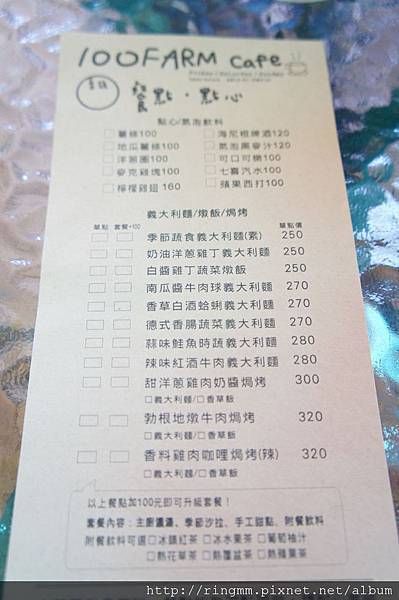 100FARM Cafe
餐點·點心
點心/氣泡飲料
薯條100
海尼根啤酒120
地瓜薯條100
氣泡黑麥汁120
洋蔥圈100
可口可樂100
麥克雞塊100
七喜汽水100
檸檬雞翅 160
蘋果西打100
義大利麵/燉飯/焗烤
單點 套餐+100 單點價
季節蔬食義大利麵(素) 250
奶油洋蔥雞丁義大利麵 250
白醬雞丁蔬菜燉飯 250
南瓜醬牛肉球義大利麵 270
香草白酒蛤蜊義大利麵 270
德式香腸蔬菜義大利麵 270
蒜味鮭魚時蔬義大利麵 280
辣味紅酒牛肉義大利麵 280
甜洋蔥雞肉奶醬焗烤 300
□義大利麵/□香草飯
勃根地燉牛肉焗烤 320
□義大利麵/□香草飯
香料雞肉咖哩焗烤(辣) 320
□義大利麵/□香草飯
以上餐點加100元即可升級套餐！
套餐內容：主廚濃湯、季節沙拉、手工甜點、附餐飲料
附餐飲料可選□冰鎮紅茶 □冰水果茶 □葡萄柚汁
□熱花草茶 □熱覆盆茶 □熱蘋果茶
http://ringmm.pixnet.net/album